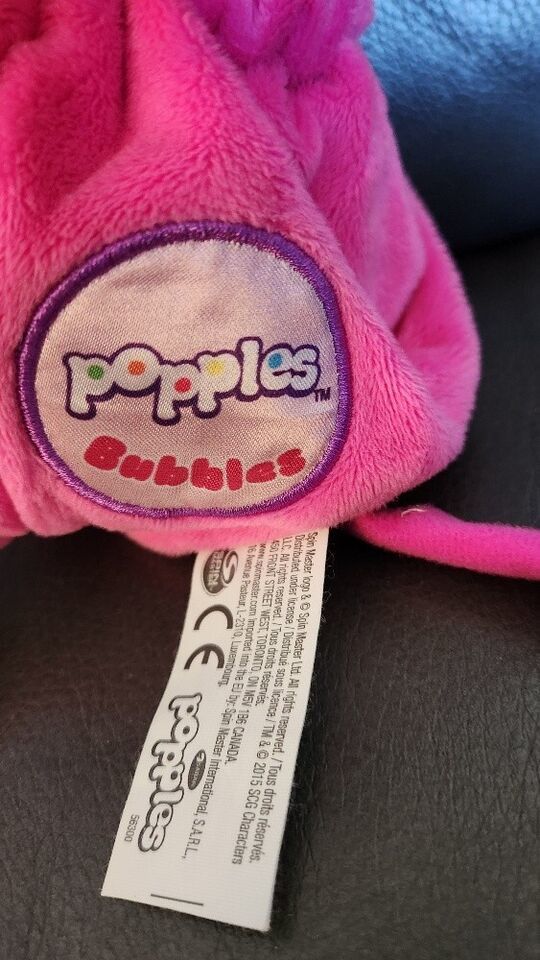 popples™
Bubbles
Spin Master logo & © Spin Master Ltd. All rights reserved. / Tous droits réservés.
Distributed under license / Distribué sous licence / TM & © 2015 SCG Characters
LLC. All rights reserved. / Tous droits réservés.
450 FRONT STREET WEST, TORONTO, ON M5V 1B6 CANADA.
www.spinmaster.com Imported into the EU by: Spin Master International, S.A.R.L.,
16 Avenue Pasteur, L-2310, Luxembourg.
CE
popples
56300